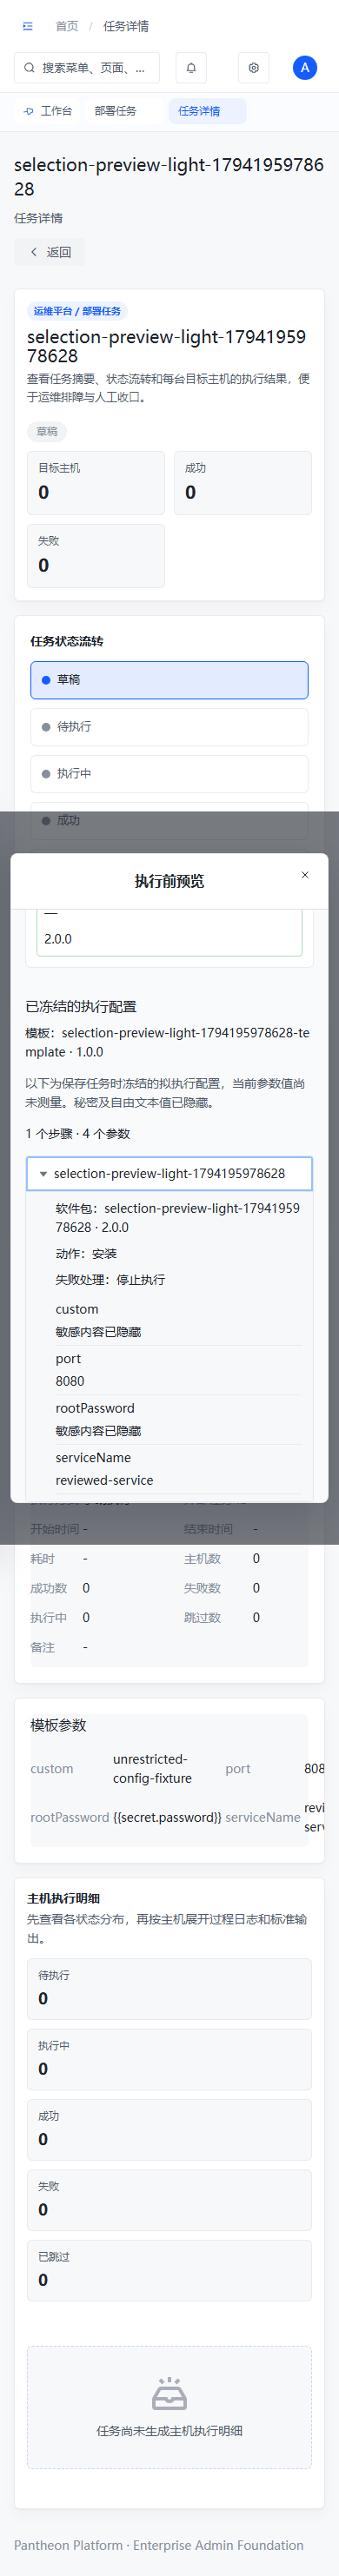 首页 / 任务详情
搜索菜单、页面、...
A
工作台 部署任务 任务详情
selection-preview-light-17941959786
28
任务详情
返回
运维平台 / 部署任务
selection-preview-light-17941959
78628
查看任务摘要、状态流转和每台目标主机的执行结果，便
于运维排障与人工收口。
草稿
目标主机
0
成功
0
失败
0
任务状态流转
草稿
待执行
执行中
成功
执行前预览
—
2.0.0
已冻结的执行配置
模板：selection-preview-light-1794195978628-te
mplate · 1.0.0
以下为保存任务时冻结的拟执行配置，当前参数值尚
未测量。秘密及自由文本值已隐藏。
1 个步骤 · 4 个参数
selection-preview-light-1794195978628
软件包：selection-preview-light-17941959
78628 · 2.0.0
动作：安装
失败处理：停止执行
custom
敏感内容已隐藏
port
8080
rootPassword
敏感内容已隐藏
serviceName
reviewed-service
开始时间 - 结束时间 -
耗时 - 主机数 0
成功数 0 失败数 0
执行中 0 跳过数 0
备注 -
模板参数
custom unrestricted-
config-fixture port 808
rootPassword {{secret.password}} serviceName revi
serv
主机执行明细
先查看各状态分布，再按主机展开过程日志和标准输
出。
待执行
0
执行中
0
成功
0
失败
0
已跳过
0
任务尚未生成主机执行明细
Pantheon Platform · Enterprise Admin Foundation